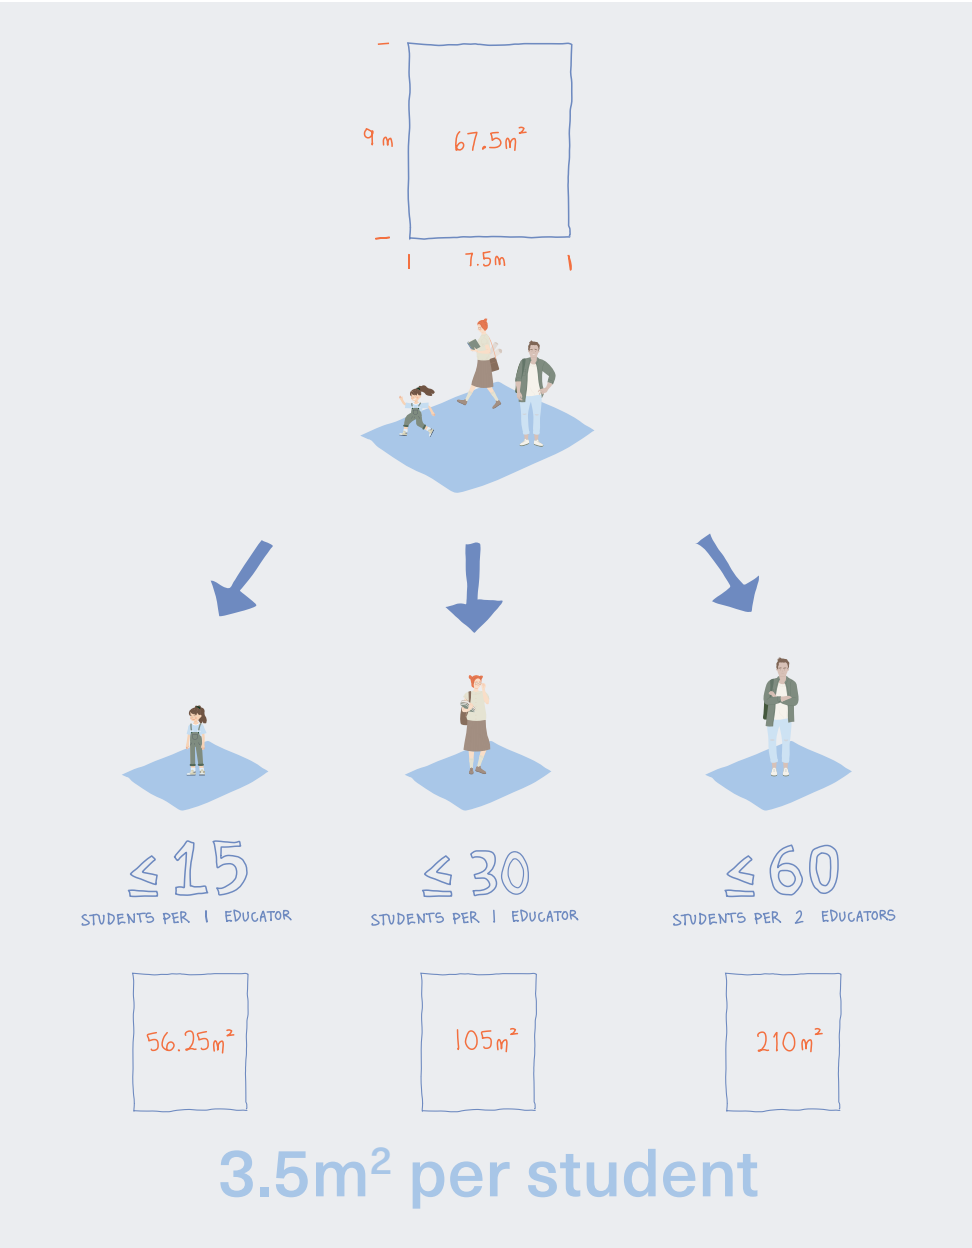 9 m
67.5m²
7.5m
≤15
STUDENTS PER 1 EDUCATOR
≤30
STUDENTS PER 1 EDUCATOR
≤60
STUDENTS PER 2 EDUCATORS
56.25m²
105m²
210m²
3.5m² per student